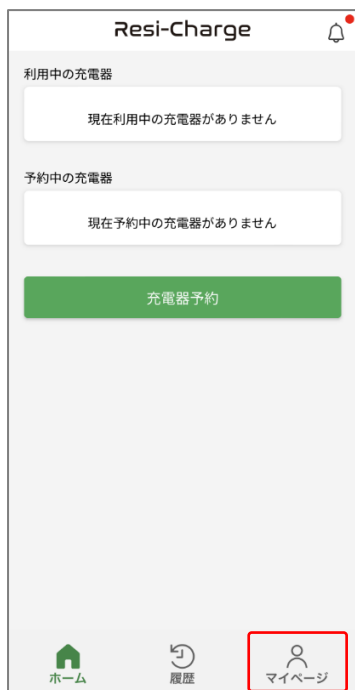 Resi-Charge
利用中の充電器
現在利用中の充電器がありません
予約中の充電器
現在予約中の充電器がありません
充電器予約
ホーム
履歴
マイページ